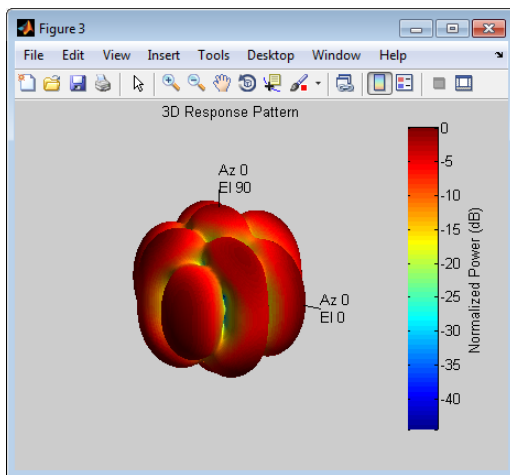 Figure 3
File Edit View Insert Tools Desktop Window Help
3D Response Pattern
Az 0
El 90
Az 0
El 0
0
-5
-10
-15
-20
-25
-30
-35
-40
Normalized Power (dB)